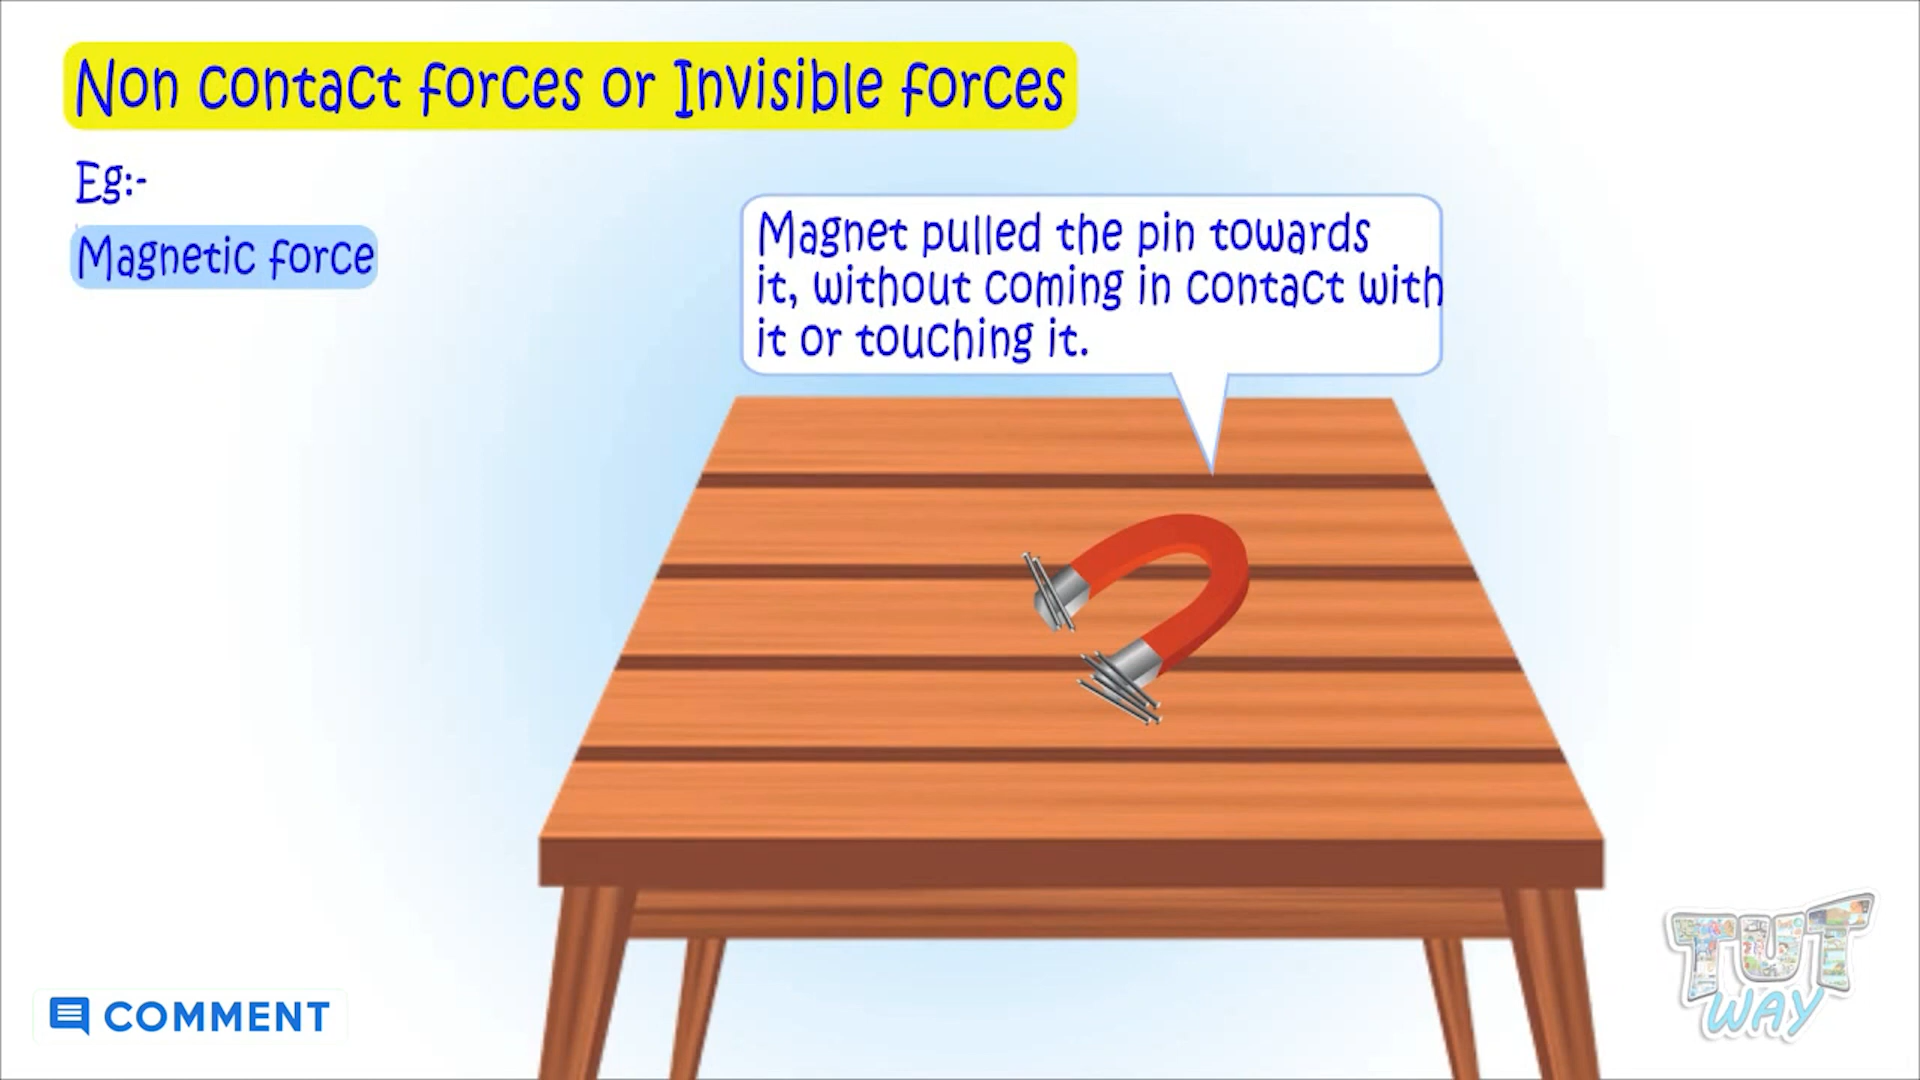 Non contact forces or Invisible forces
Eg:-
Magnetic force
Magnet pulled the pin towards
it, without coming in contact with
it or touching it.
COMMENT
TUT
WAY